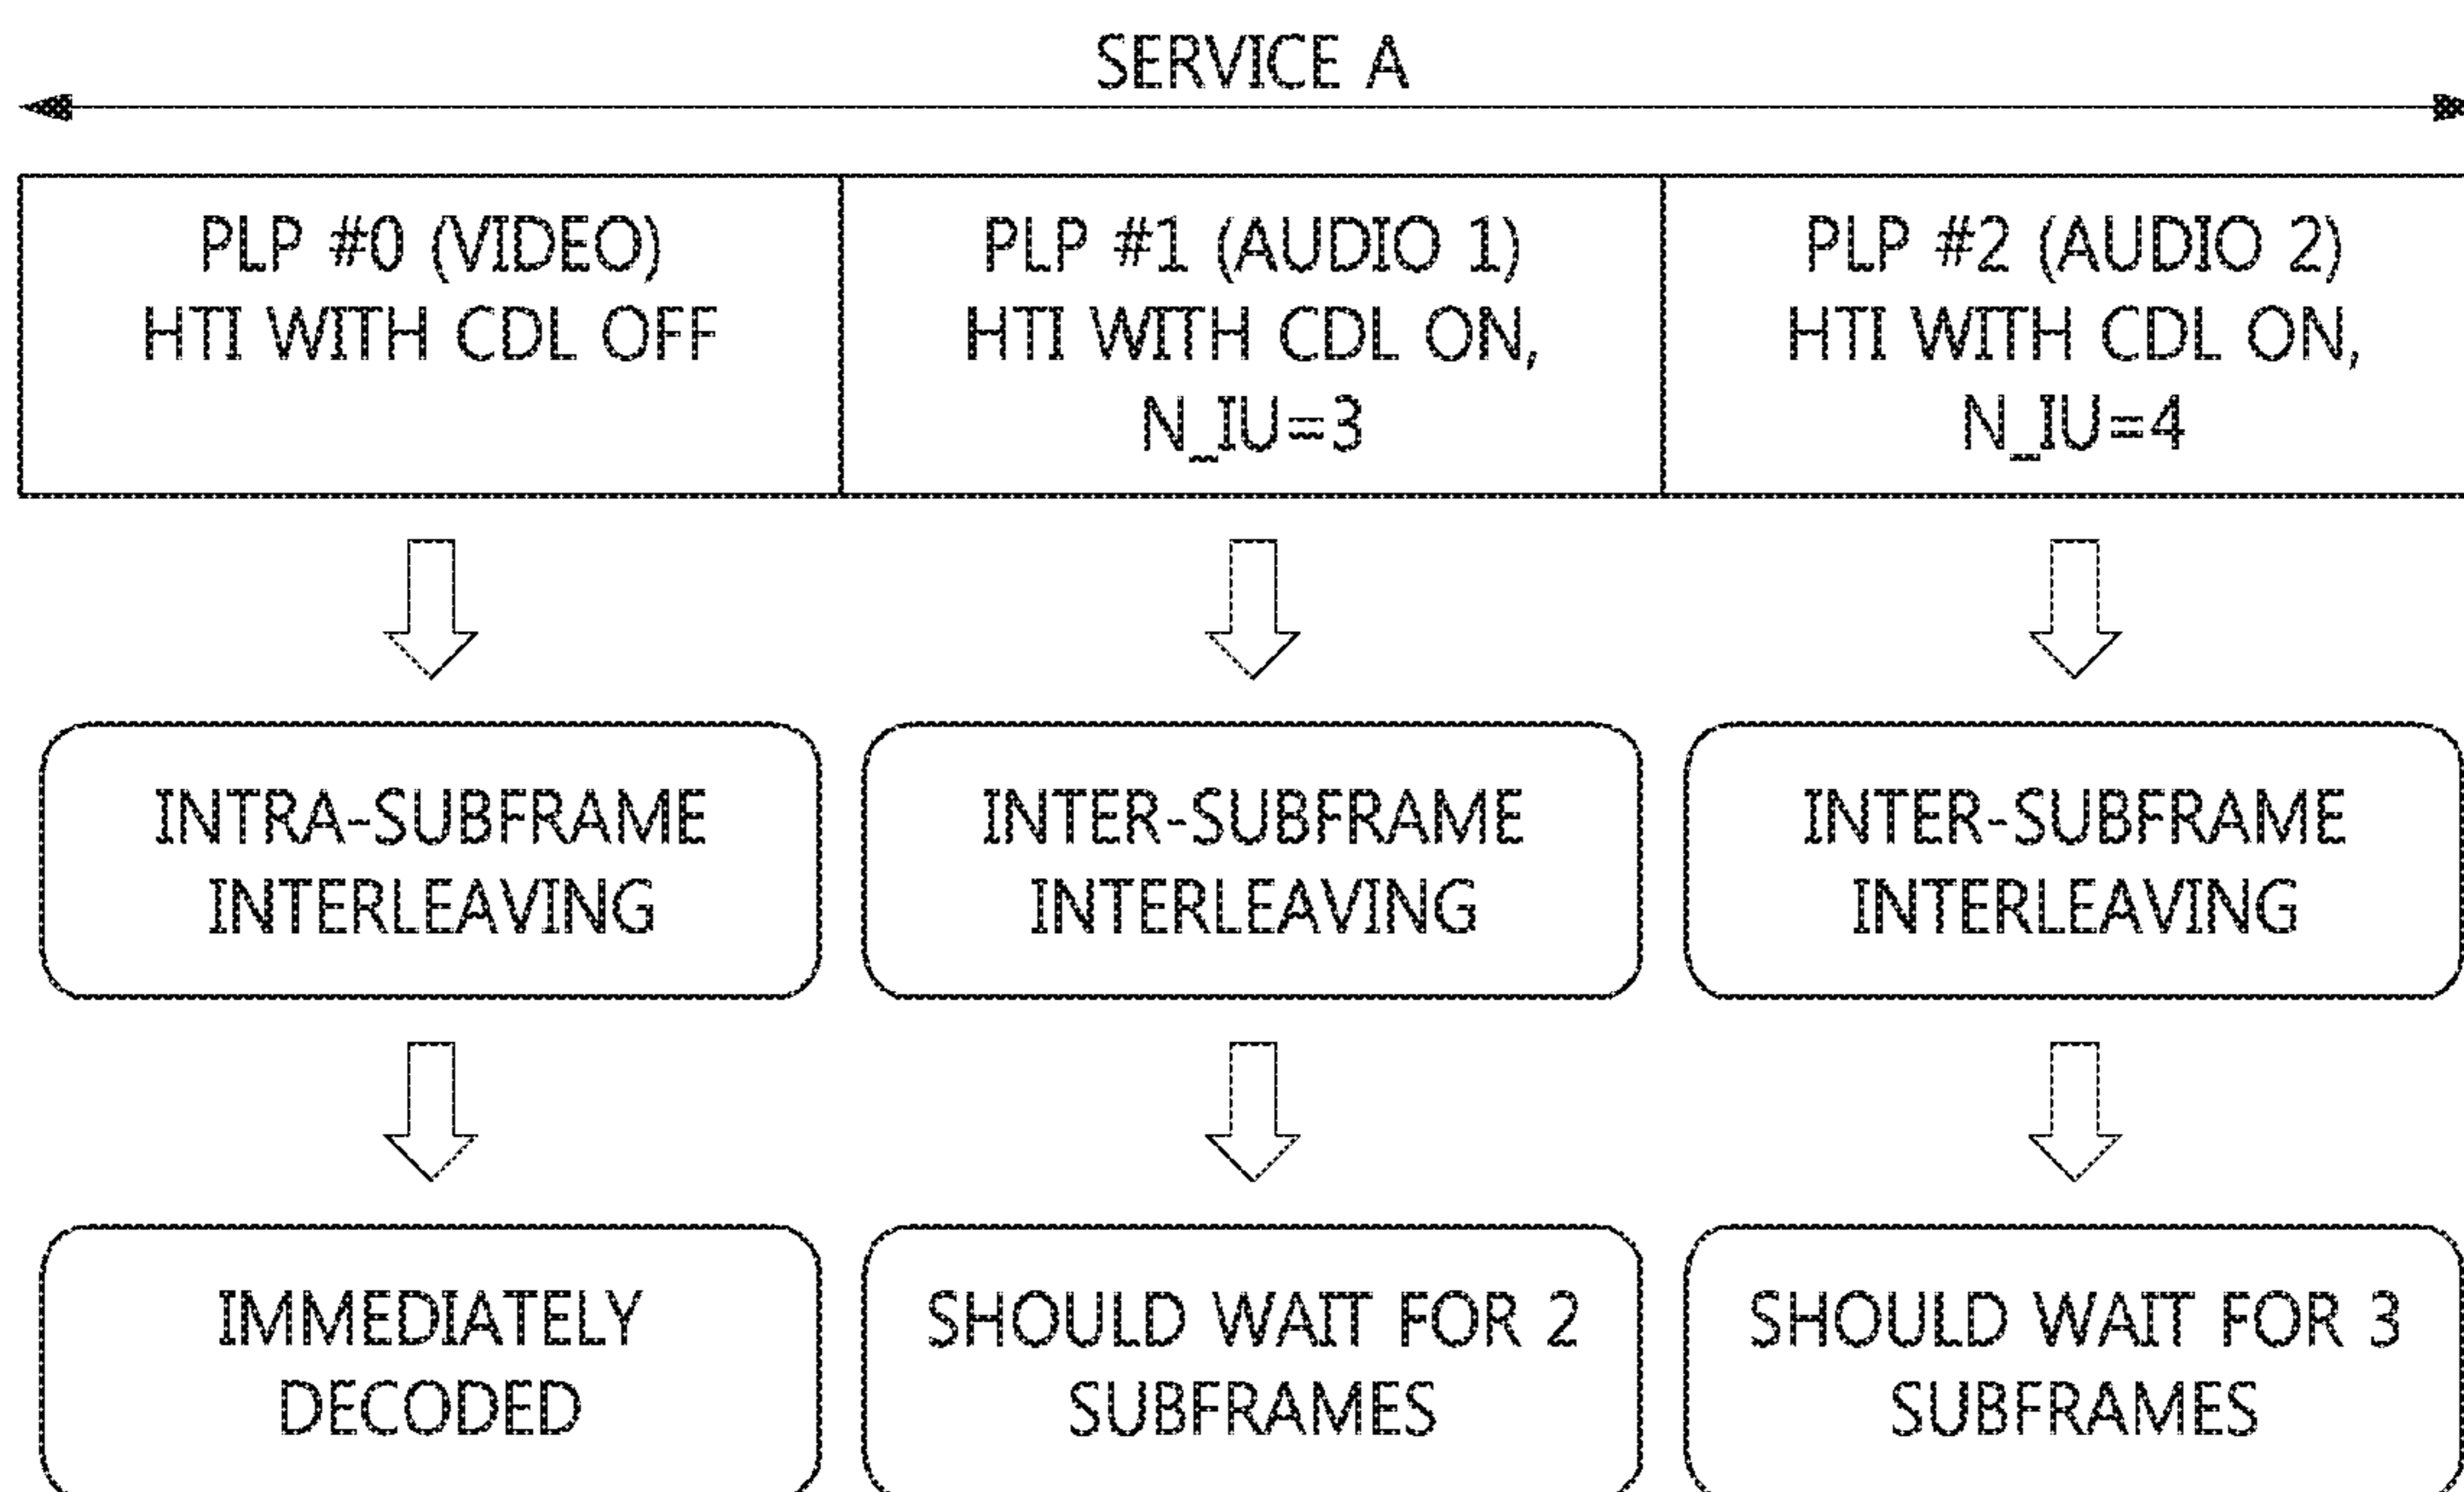 SERVICE A
PLP #0 (VIDEO)
HTI WITH CDL OFF
PLP #1 (AUDIO 1)
HTI WITH CDL ON,
N_IU=3
PLP #2 (AUDIO 2)
HTI WITH CDL ON,
N_IU=4
INTRA-SUBFRAME
INTERLEAVING
INTER-SUBFRAME
INTERLEAVING
INTER-SUBFRAME
INTERLEAVING
IMMEDIATELY
DECODED
SHOULD WAIT FOR 2
SUBFRAMES
SHOULD WAIT FOR 3
SUBFRAMES